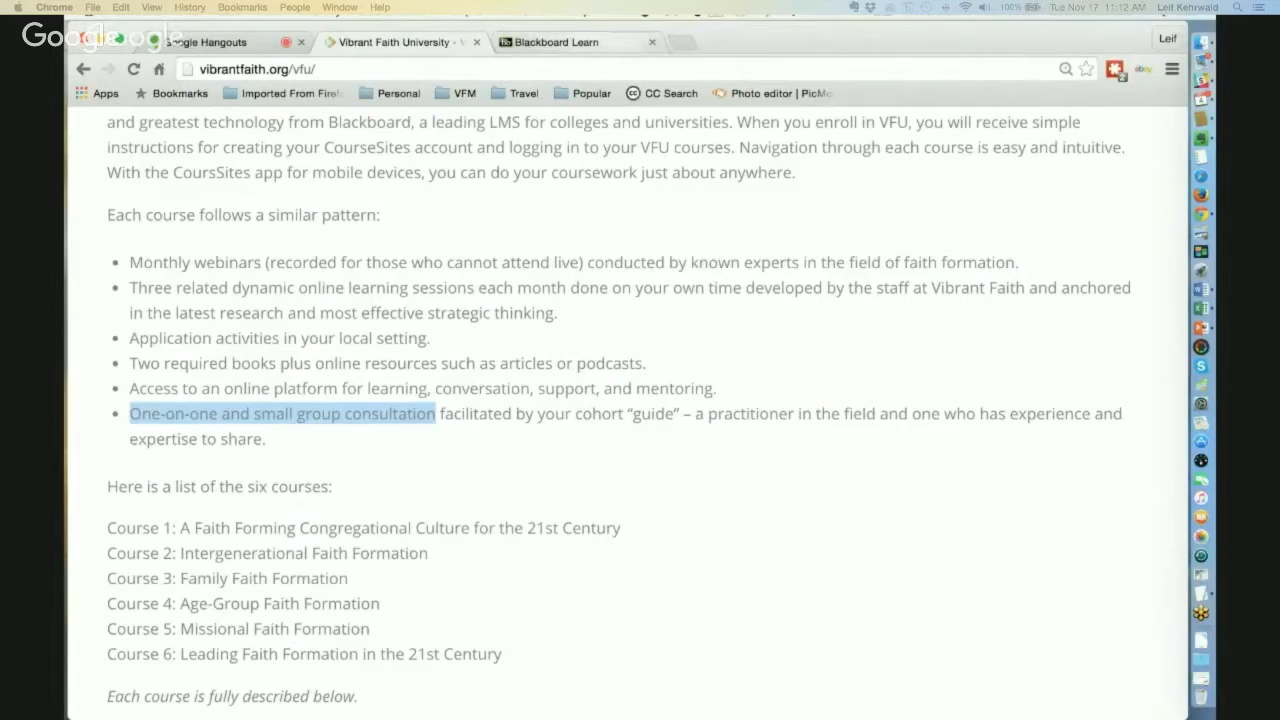 Chrome File Edit View History Bookmarks People Window Help 100% Tue Nov 17 11:12 AM Leif Kehrwald
Google
Google Hangouts Vibrant Faith University - Blackboard Learn Leif
vibrantfaith.org/vfu/ ebay
Apps Bookmarks Imported From Firef Personal VFM Travel Popular CC Search Photo editor | PicMo
and greatest technology from Blackboard, a leading LMS for colleges and universities. When you enroll in VFU, you will receive simple
instructions for creating your CourseSites account and logging in to your VFU courses. Navigation through each course is easy and intuitive.
With the CoursSites app for mobile devices, you can do your coursework just about anywhere.
Each course follows a similar pattern:
• Monthly webinars (recorded for those who cannot attend live) conducted by known experts in the field of faith formation.
• Three related dynamic online learning sessions each month done on your own time developed by the staff at Vibrant Faith and anchored
in the latest research and most effective strategic thinking.
• Application activities in your local setting.
• Two required books plus online resources such as articles or podcasts.
• Access to an online platform for learning, conversation, support, and mentoring.
• One-on-one and small group consultation facilitated by your cohort “guide” – a practitioner in the field and one who has experience and
expertise to share.
Here is a list of the six courses:
Course 1: A Faith Forming Congregational Culture for the 21st Century
Course 2: Intergenerational Faith Formation
Course 3: Family Faith Formation
Course 4: Age-Group Faith Formation
Course 5: Missional Faith Formation
Course 6: Leading Faith Formation in the 21st Century
Each course is fully described below.